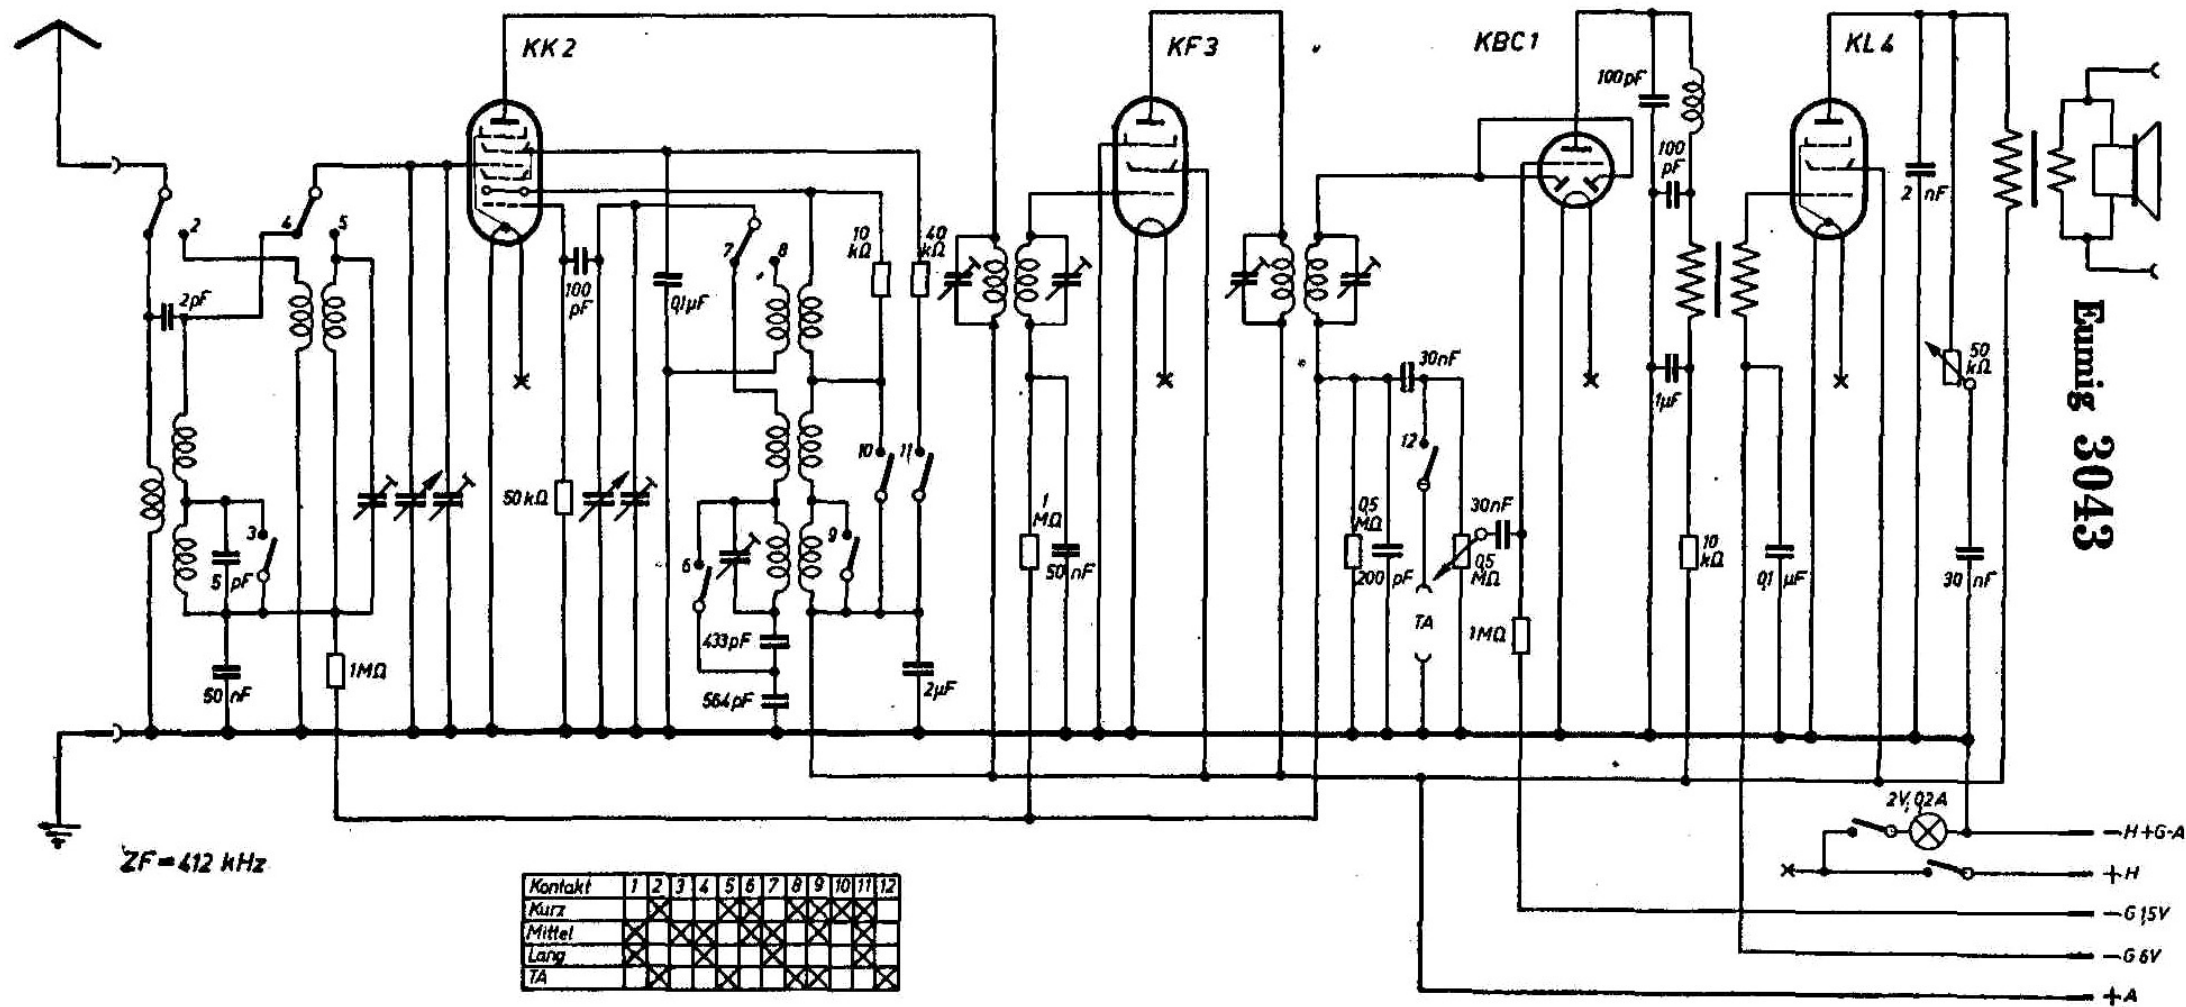 KK2
KF3
KBC1
KL4
100pF
100
pF
2 nF
2
4
5
7
8
10
kΩ
40
kΩ
2pF
100
pF
0,1µF
30nF
50
kΩ
1µF
Eumig 3043
10
11
12
50kΩ
1
MΩ
0,5
MΩ
30nF
3
9
6
5 pF
50 nF
200 pF
0,5
MΩ
10
kΩ
0,1 µF
30 nF
TA
1MΩ
433pF
1MΩ
50 nF
564pF
2µF
2V, 0,2A
-H+G-A
+H
-G 1,5V
-G 6V
+A
ZF=412 kHz
Kontakt 1 2 3 4 5 6 7 8 9 10 11 12
Kurz X X X X X X X
Mittel X X X X X X X
Lang X X X X
TA X X X X X